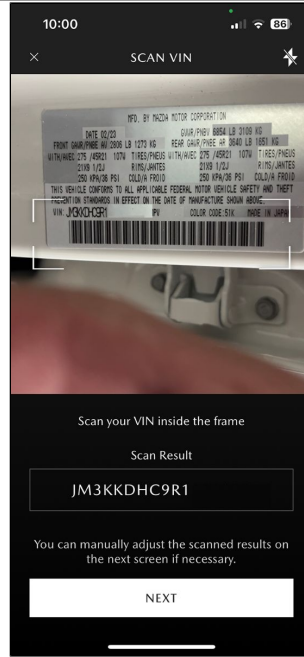 10:00
86
SCAN VIN
MFD. BY MAZDA MOTOR CORPORATION
DATE 02/23 GVWR/PNBV 6854 LB 3109 KG
FRONT GAWR/PNBE AV 2806 LB 1273 KG REAR GAWR/PNBE AR 3640 LB 1651 KG
WITH/AVEC 275 /45R21 107W TIRES/PNEUS WITH/AVEC 275 /45R21 107W TIRES/PNEUS
21X9 1/2J RIMS/JANTES 21X9 1/2J RIMS/JANTES
250 KPA/36 PSI COLD/A FROID 250 KPA/36 PSI COLD/A FROID
THIS VEHICLE CONFORMS TO ALL APPLICABLE FEDERAL MOTOR VEHICLE SAFETY AND THEFT
PREVENTION STANDARDS IN EFFECT ON THE DATE OF MANUFACTURE SHOWN ABOVE.
VIN: MPV COLOR CODE:51K MADE IN JAPAN
Scan your VIN inside the frame
Scan Result
JM3KKDHC9R1
You can manually adjust the scanned results on
the next screen if necessary.
NEXT